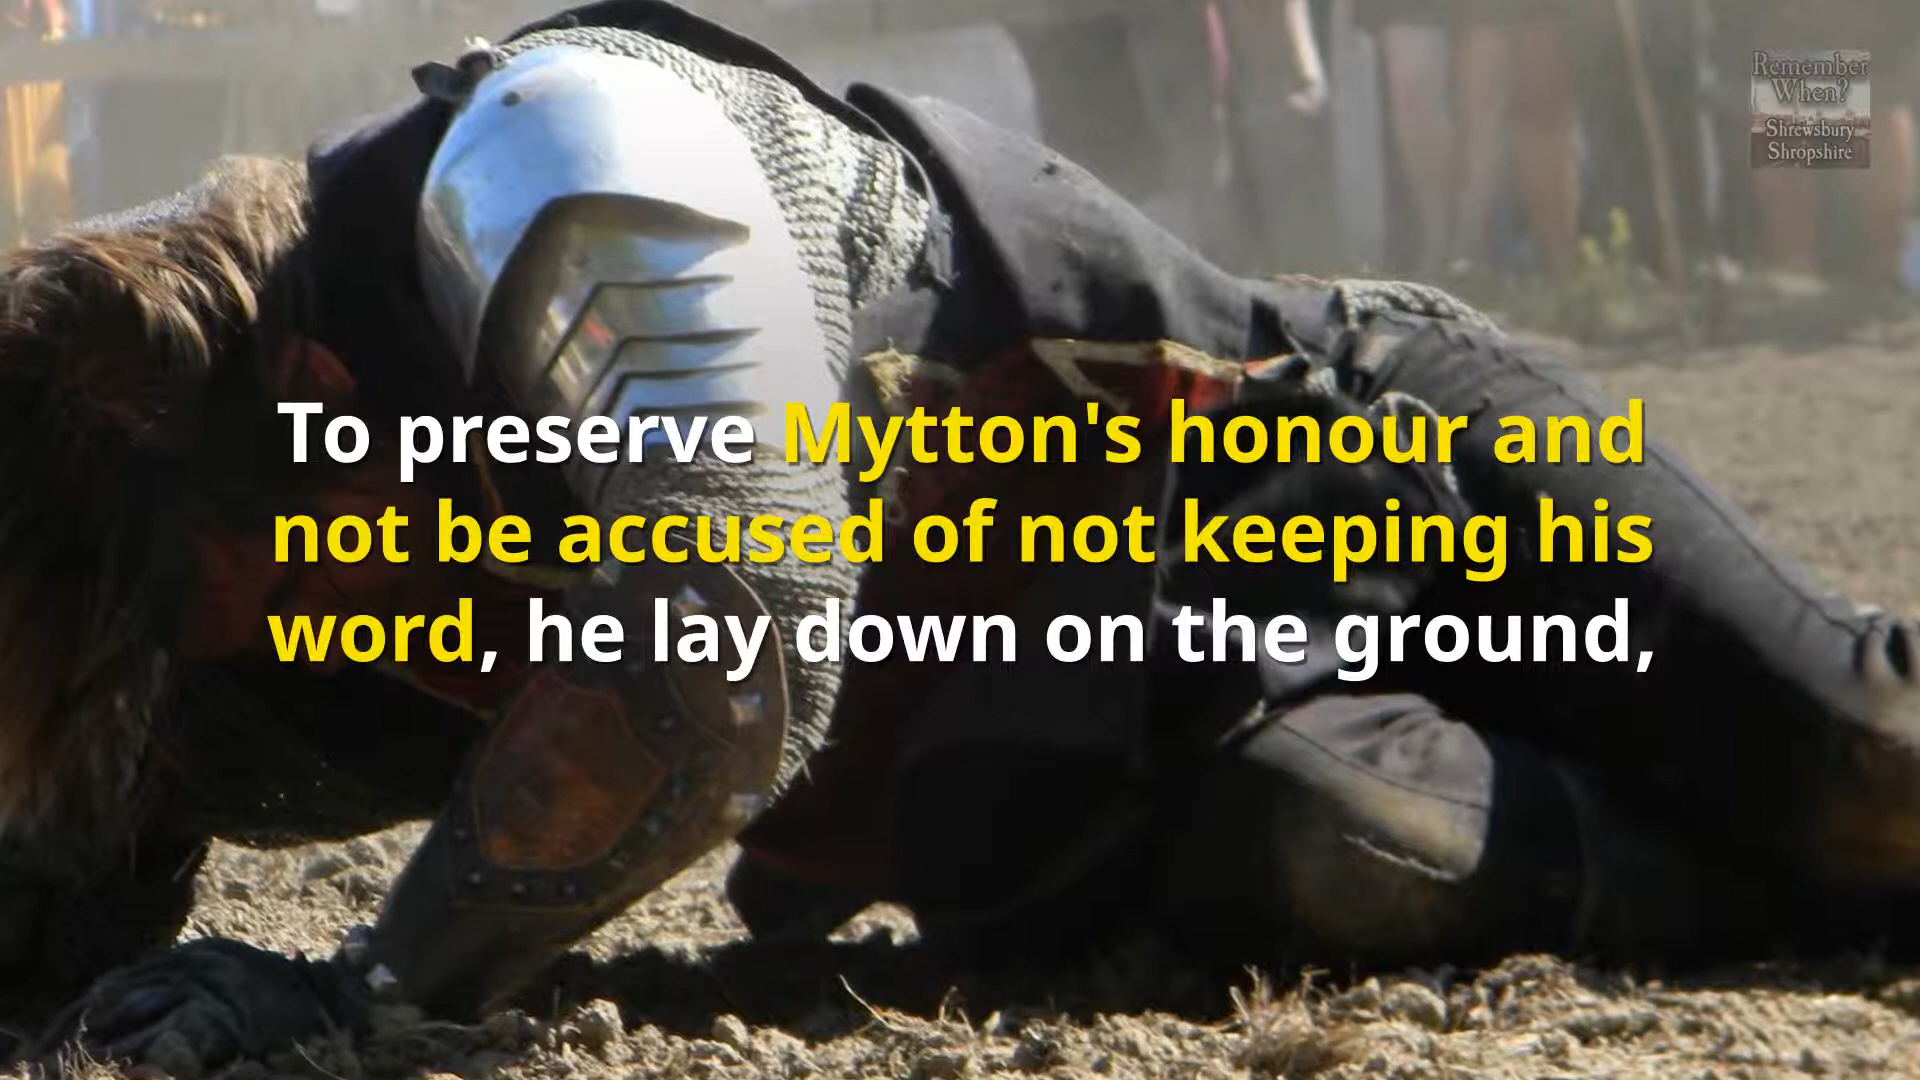 Remember
When?
Shrewsbury
Shropshire
To preserve Mytton's honour and
not be accused of not keeping his
word, he lay down on the ground,